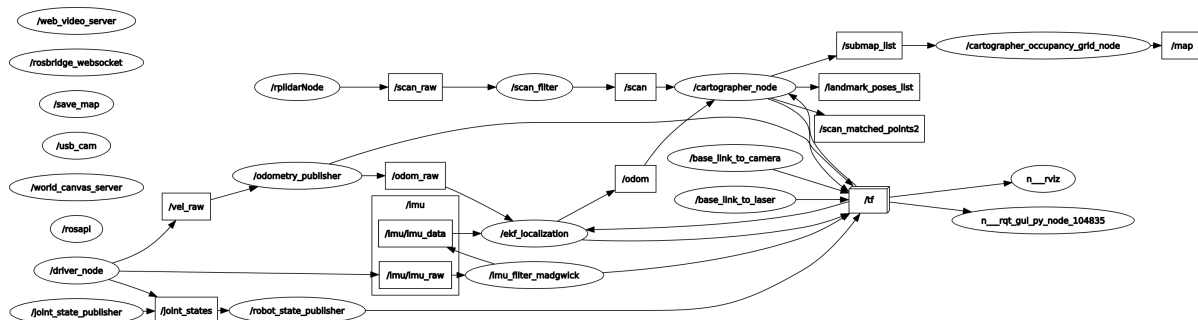 /web_video_server
/rosbridge_websocket
/save_map
/usb_cam
/world_canvas_server
/rosapi
/driver_node
/joint_state_publisher
/vel_raw
/joint_states
/rplidarNode
/odometry_publisher
/robot_state_publisher
/scan_raw
/odom_raw
/imu
/imu/imu_data
/imu/imu_raw
/scan_filter
/ekf_localization
/imu_filter_madgwick
/scan
/odom
/cartographer_node
/base_link_to_camera
/base_link_to_laser
/submap_list
/landmark_poses_list
/scan_matched_points2
/tf
/cartographer_occupancy_grid_node
n__rviz
n__rqt_gui_py_node_104835
/map